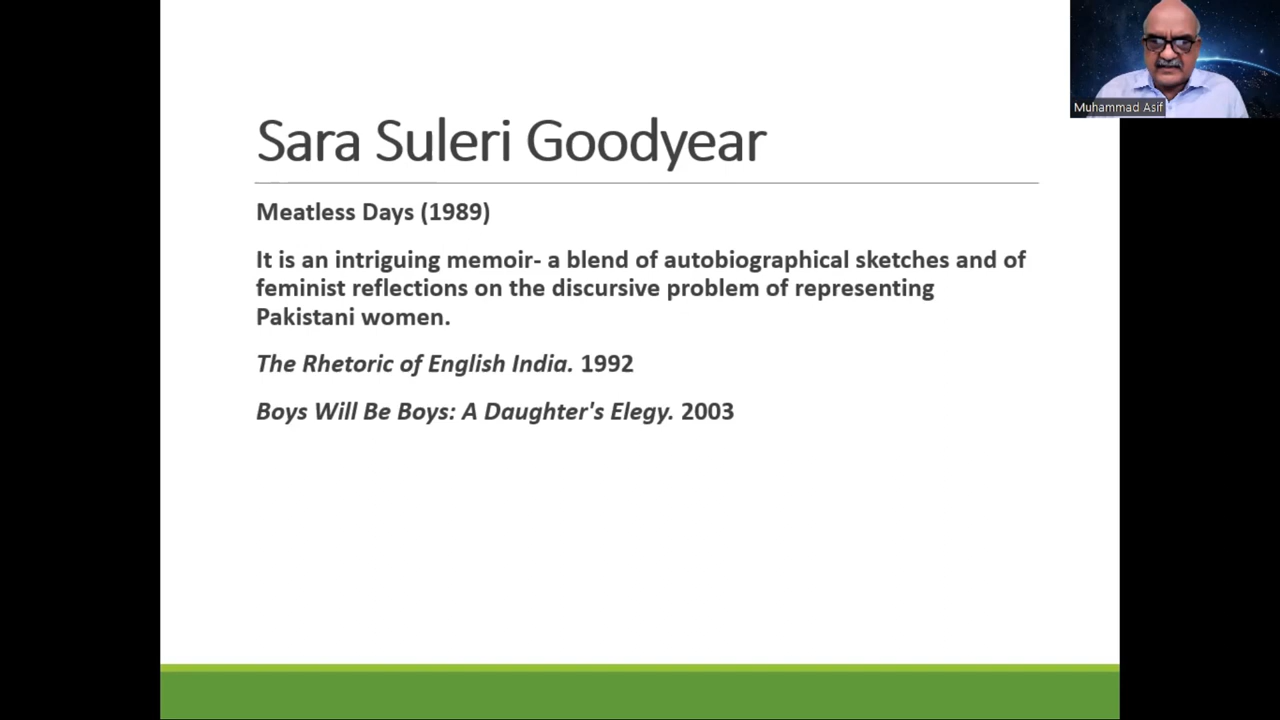 Muhammad Asif
Sara Suleri Goodyear
Meatless Days (1989)
It is an intriguing memoir- a blend of autobiographical sketches and of
feminist reflections on the discursive problem of representing
Pakistani women.
The Rhetoric of English India. 1992
Boys Will Be Boys: A Daughter's Elegy. 2003